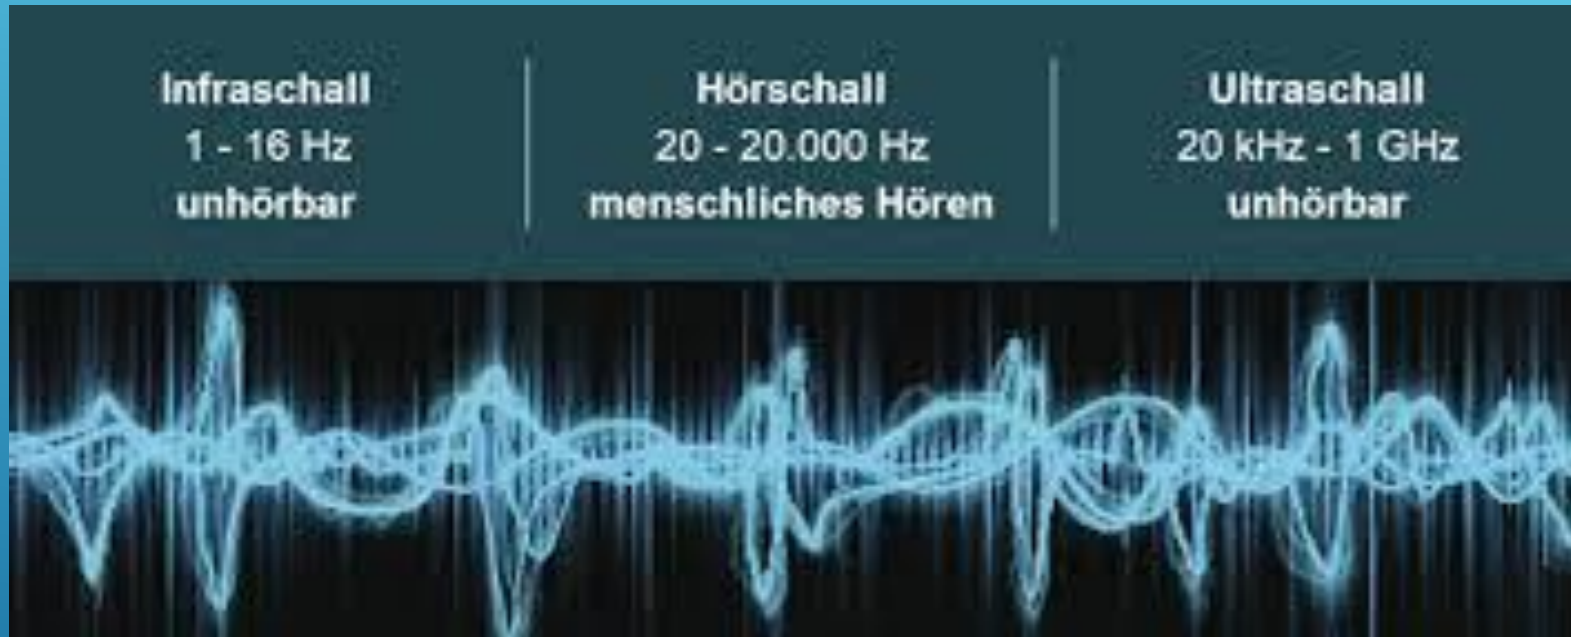 Infraschall
1 - 16 Hz
unhörbar
Hörschall
20 - 20.000 Hz
menschliches Hören
Ultraschall
20 kHz - 1 GHz
unhörbar